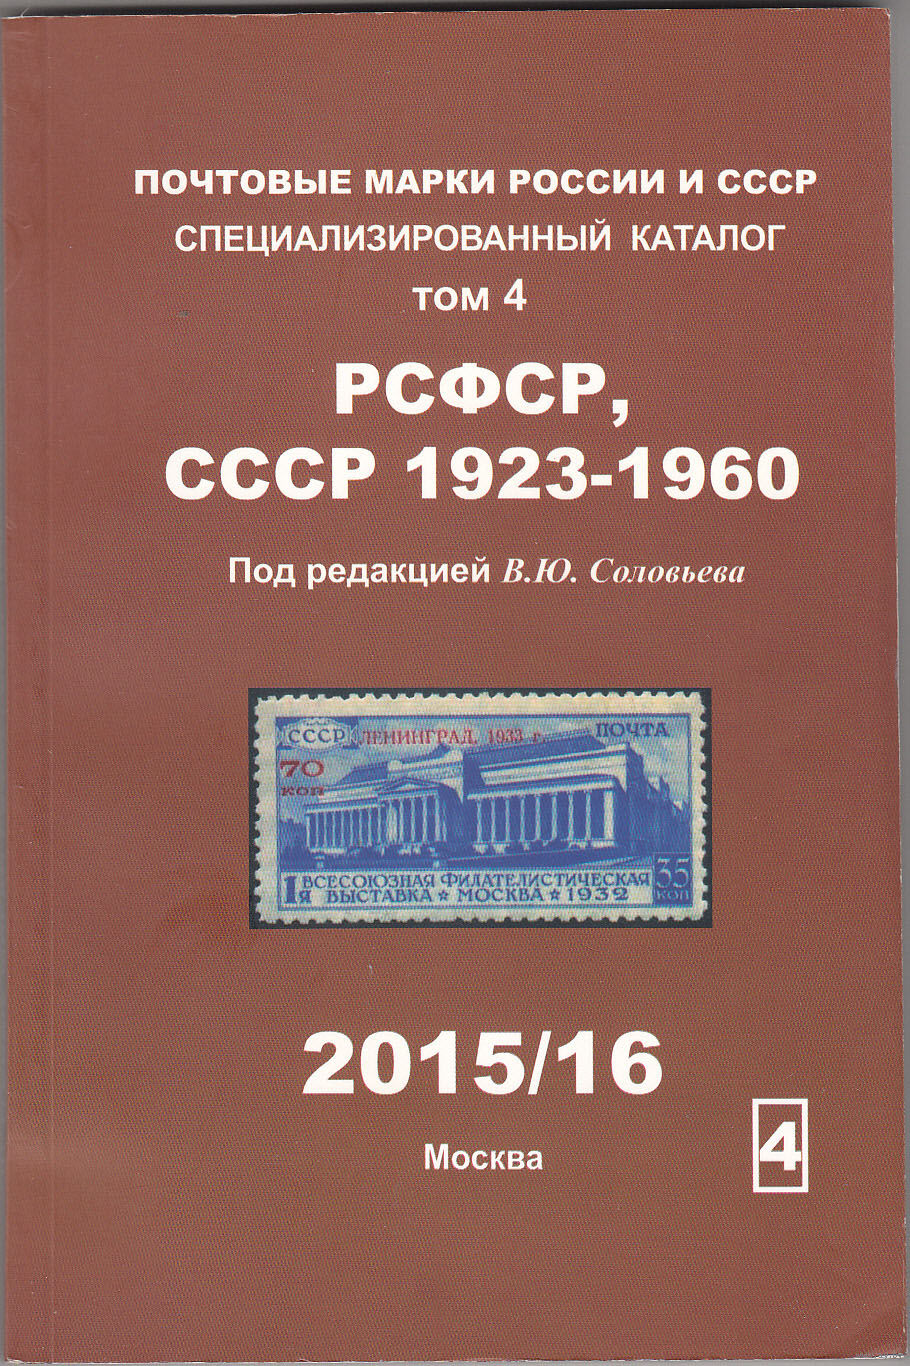 ПОЧТОВЫЕ МАРКИ РОССИИ И СССР
СПЕЦИАЛИЗИРОВАННЫЙ КАТАЛОГ
том 4
РСФСР,
СССР 1923-1960
Под редакцией В.Ю. Соловьева
СССР ЛЕНИНГРАД, 1933 г. ПОЧТА
70
коп
1я ВСЕСОЮЗНАЯ ФИЛАТЕЛИСТИЧЕСКАЯ
ВЫСТАВКА ★ МОСКВА ★ 1932
35
КОП
2015/16
Москва
4